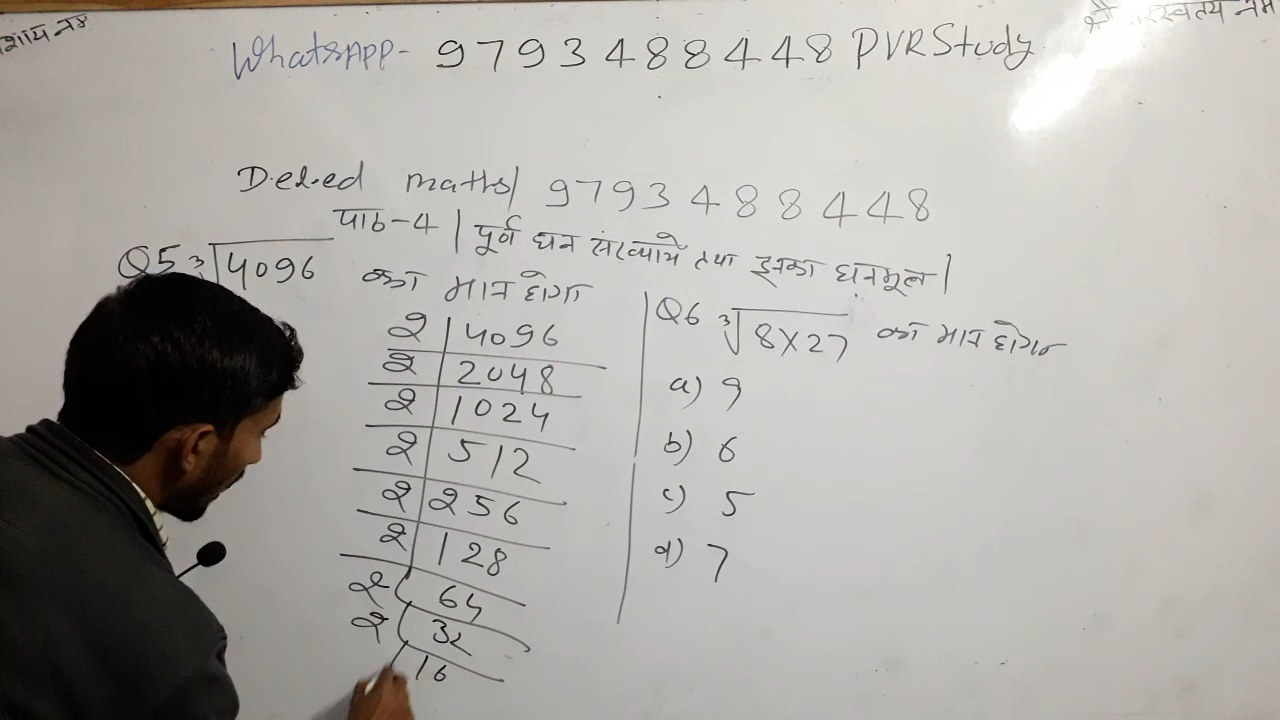 WhatsApp- 9793488448 PVRStudy
D.el.ed maths/ 9793488448
पाठ-4 | पूर्ण घन संख्याये तथा इनका घनमूल |
Q5 ∛4096 का मान होगा
2 | 4096
2 | 2048
2 | 1024
2 | 512
2 | 256
2 | 128
2 | 64
2 | 32
16
Q6 ∛8×27 का मान होगा
a) 9
b) 6
c) 5
d) 7